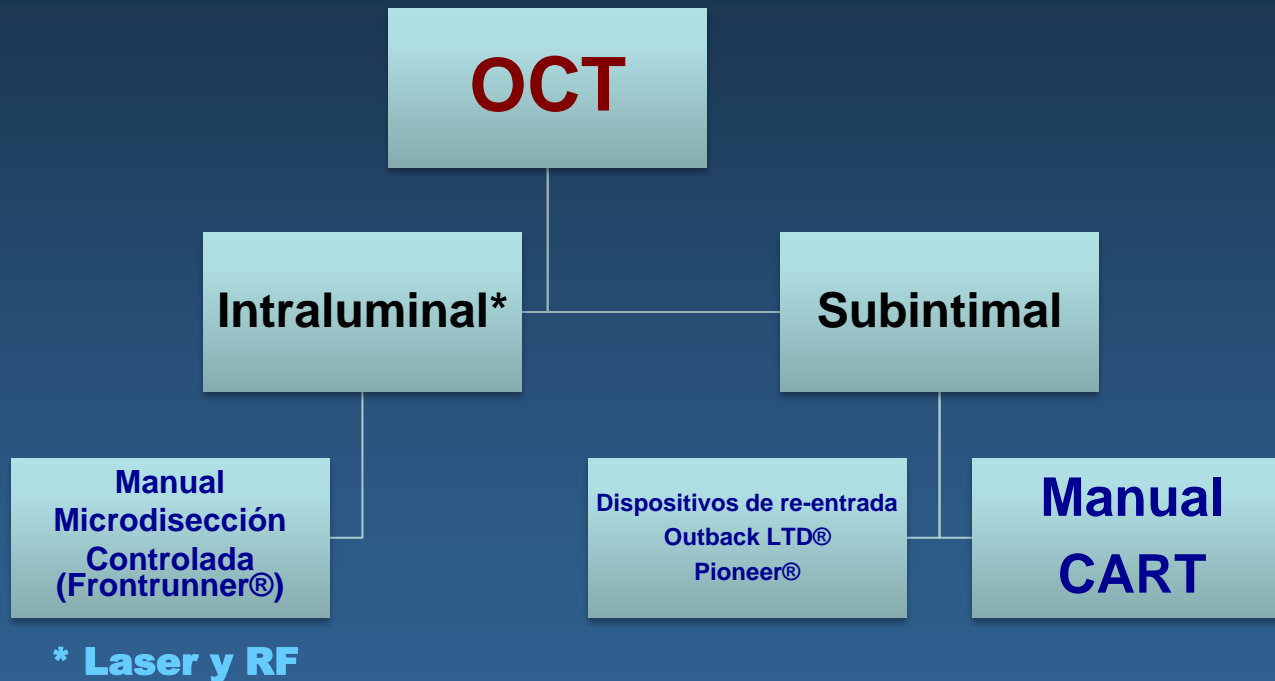 OCT
Intraluminal*
Subintimal
Manual
Microdisección
Controlada
(Frontrunner®)
Dispositivos de re-entrada
Outback LTD®
Pioneer®
Manual
CART
* Laser y RF